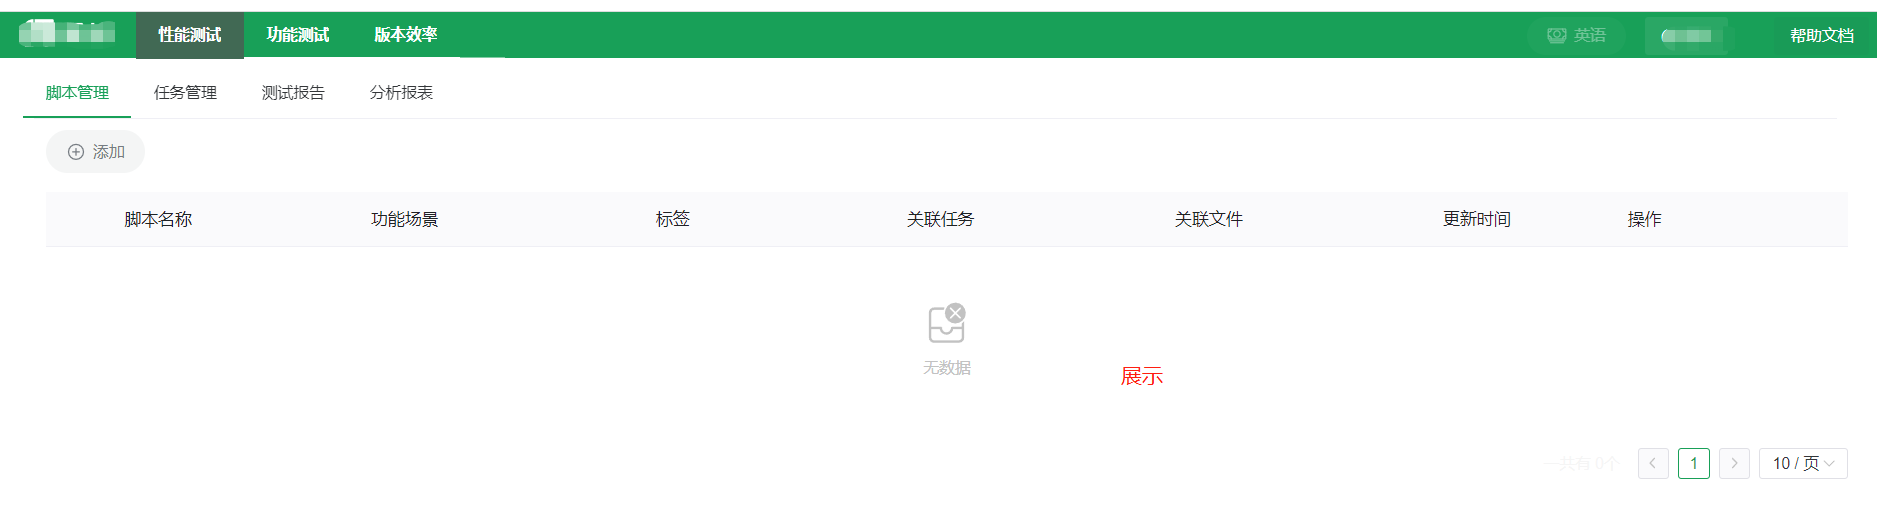 性能测试 功能测试 版本效率 英语 帮助文档
脚本管理 任务管理 测试报告 分析报表
添加
脚本名称 功能场景 标签 关联任务 关联文件 更新时间 操作
无数据
展示
一共有 0个 1 10 / 页